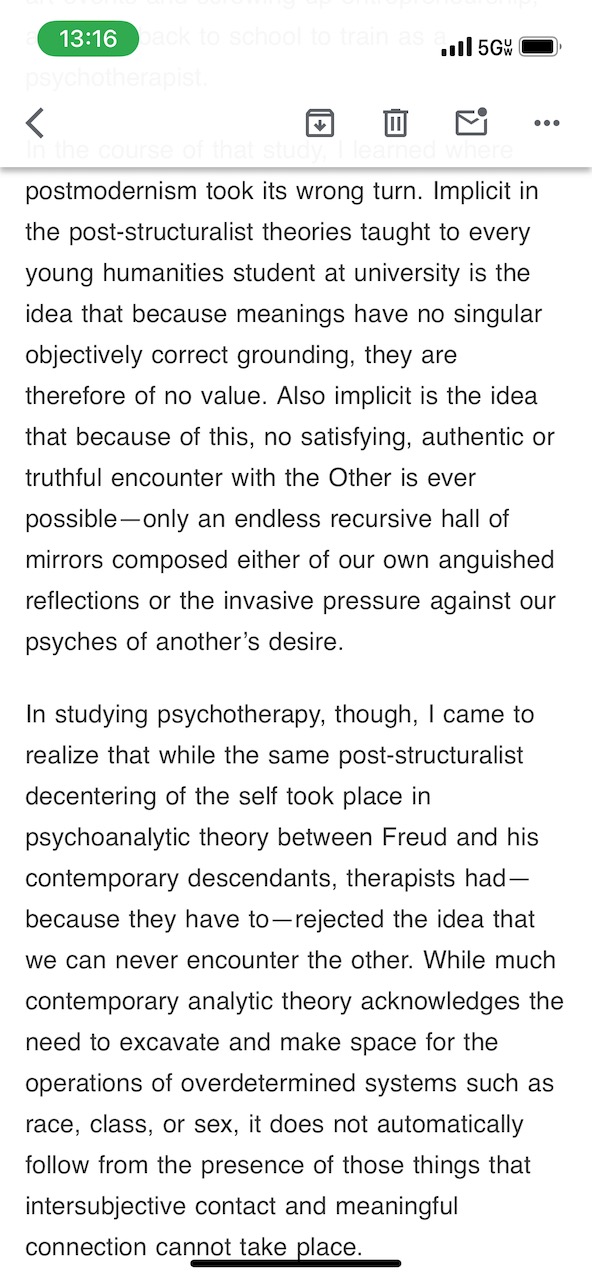 13:16
5G
back to school to train as a
psychotherapist.
In the course of that study, I learned where
postmodernism took its wrong turn. Implicit in
the post-structuralist theories taught to every
young humanities student at university is the
idea that because meanings have no singular
objectively correct grounding, they are
therefore of no value. Also implicit is the idea
that because of this, no satisfying, authentic or
truthful encounter with the Other is ever
possible—only an endless recursive hall of
mirrors composed either of our own anguished
reflections or the invasive pressure against our
psyches of another’s desire.
In studying psychotherapy, though, I came to
realize that while the same post-structuralist
decentering of the self took place in
psychoanalytic theory between Freud and his
contemporary descendants, therapists had—
because they have to—rejected the idea that
we can never encounter the other. While much
contemporary analytic theory acknowledges the
need to excavate and make space for the
operations of overdetermined systems such as
race, class, or sex, it does not automatically
follow from the presence of those things that
intersubjective contact and meaningful
connection cannot take place.